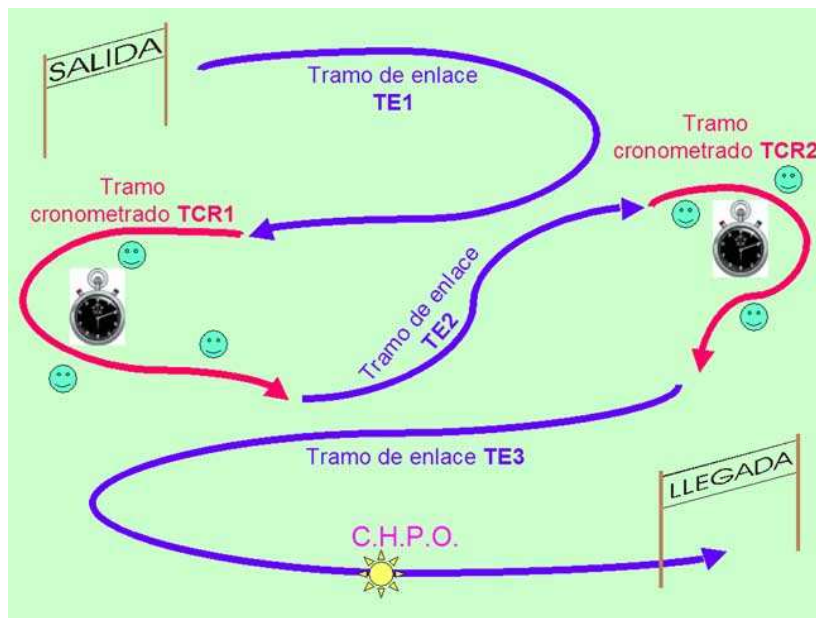 SALIDA
Tramo de enlace
TE1
Tramo
cronometrado TCR2
Tramo
cronometrado TCR1
Tramo de enlace
TE2
Tramo de enlace TE3
LLEGADA
C.H.P.O.